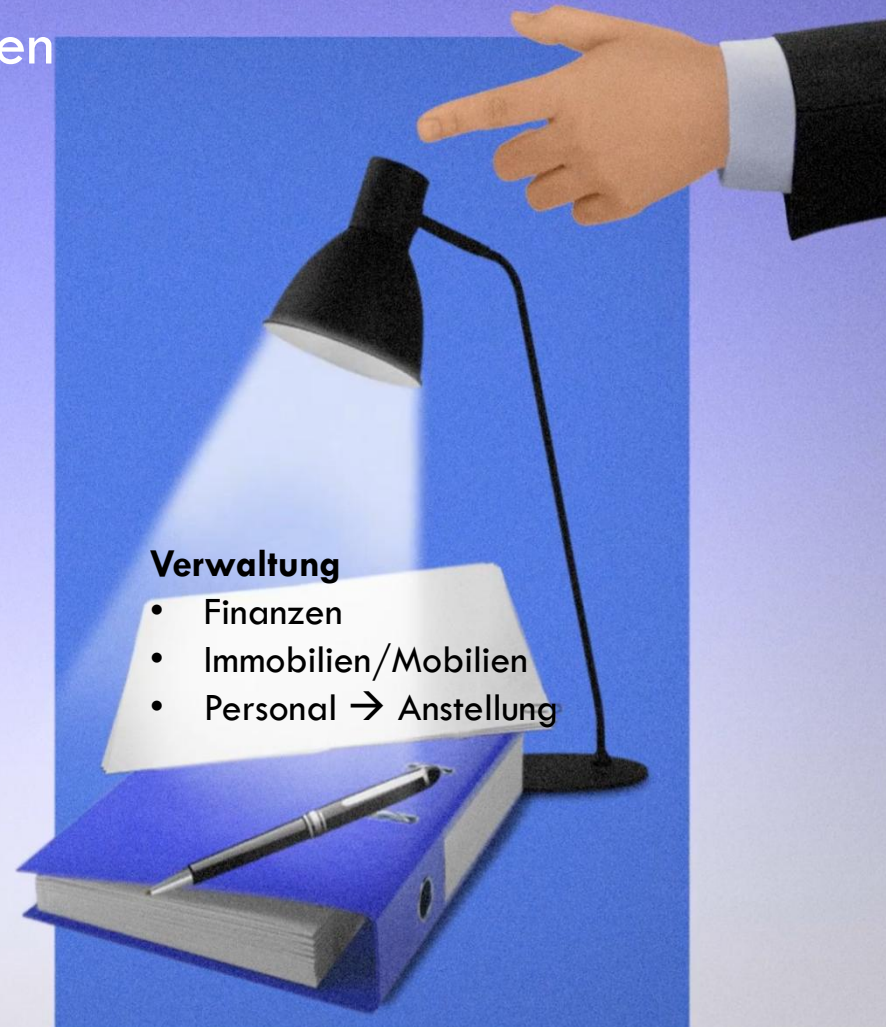 en
Verwaltung
• Finanzen
• Immobilien/Mobilien
• Personal → Anstellung